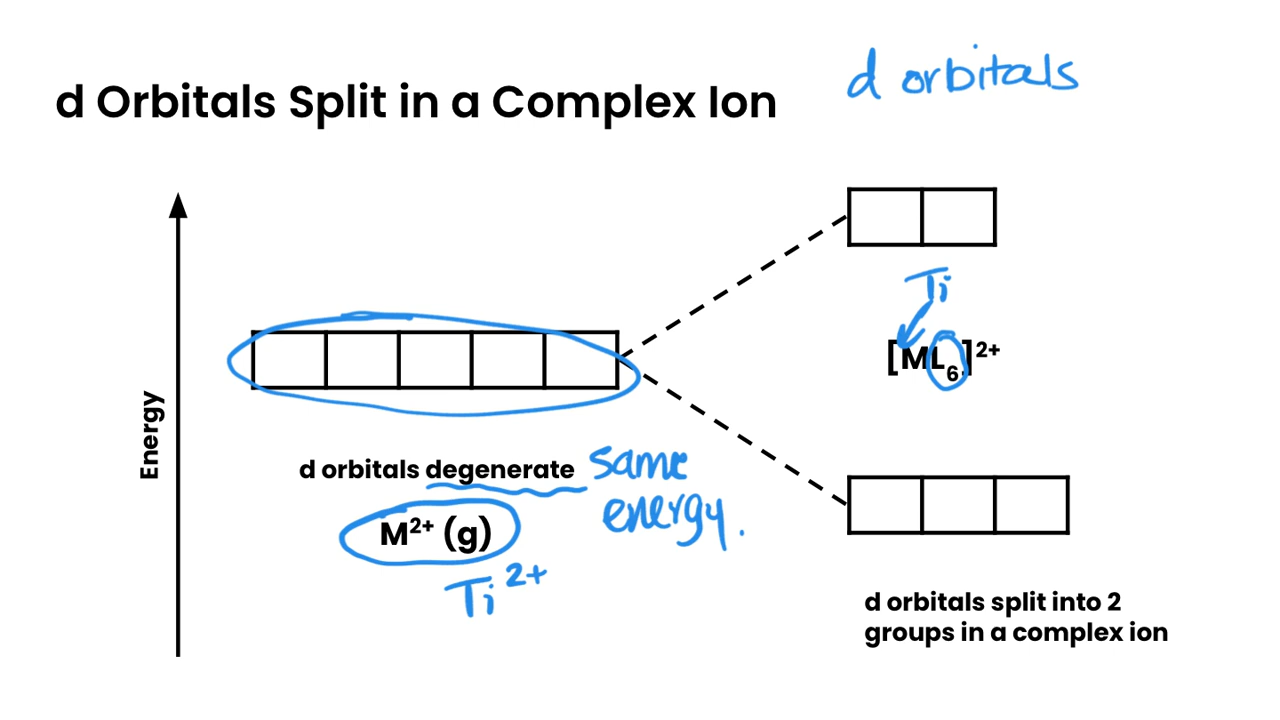 d Orbitals Split in a Complex Ion
d orbitals
Ti
[ML₆]²⁺
Energy
d orbitals degenerate
same
energy.
M²⁺ (g)
Ti²⁺
d orbitals split into 2
groups in a complex ion